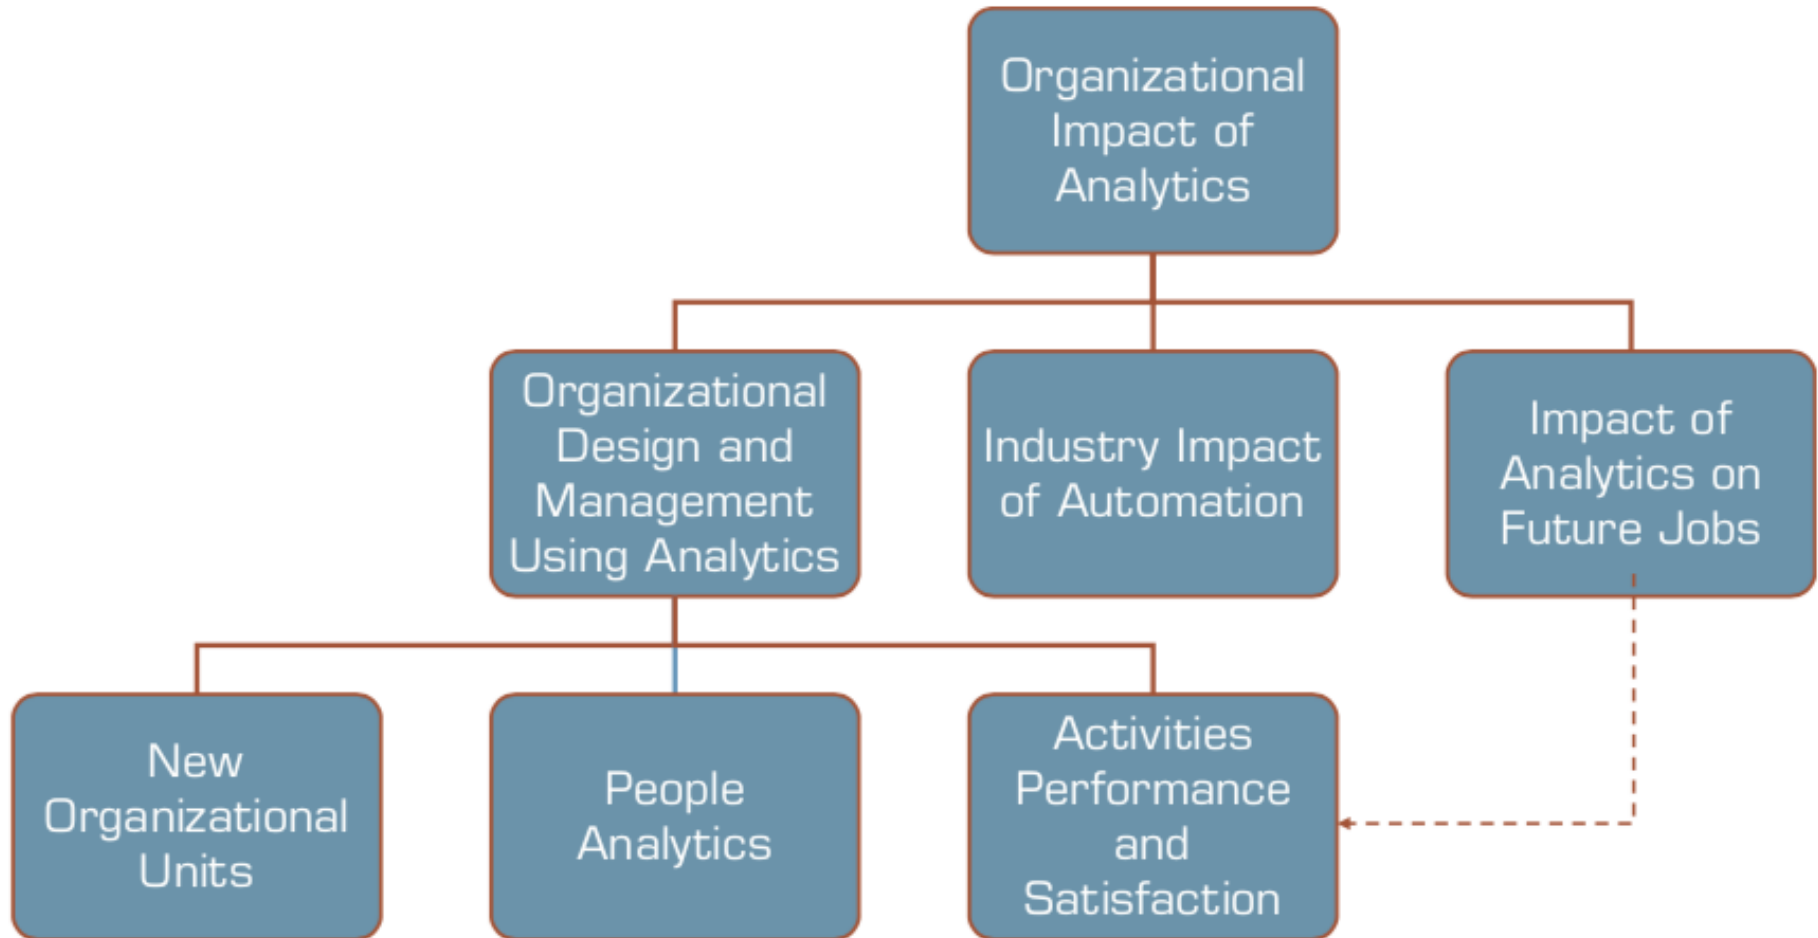 Organizational
Impact of
Analytics
Organizational
Design and
Management
Using Analytics
Industry Impact
of Automation
Impact of
Analytics on
Future Jobs
New
Organizational
Units
People
Analytics
Activities
Performance
and
Satisfaction